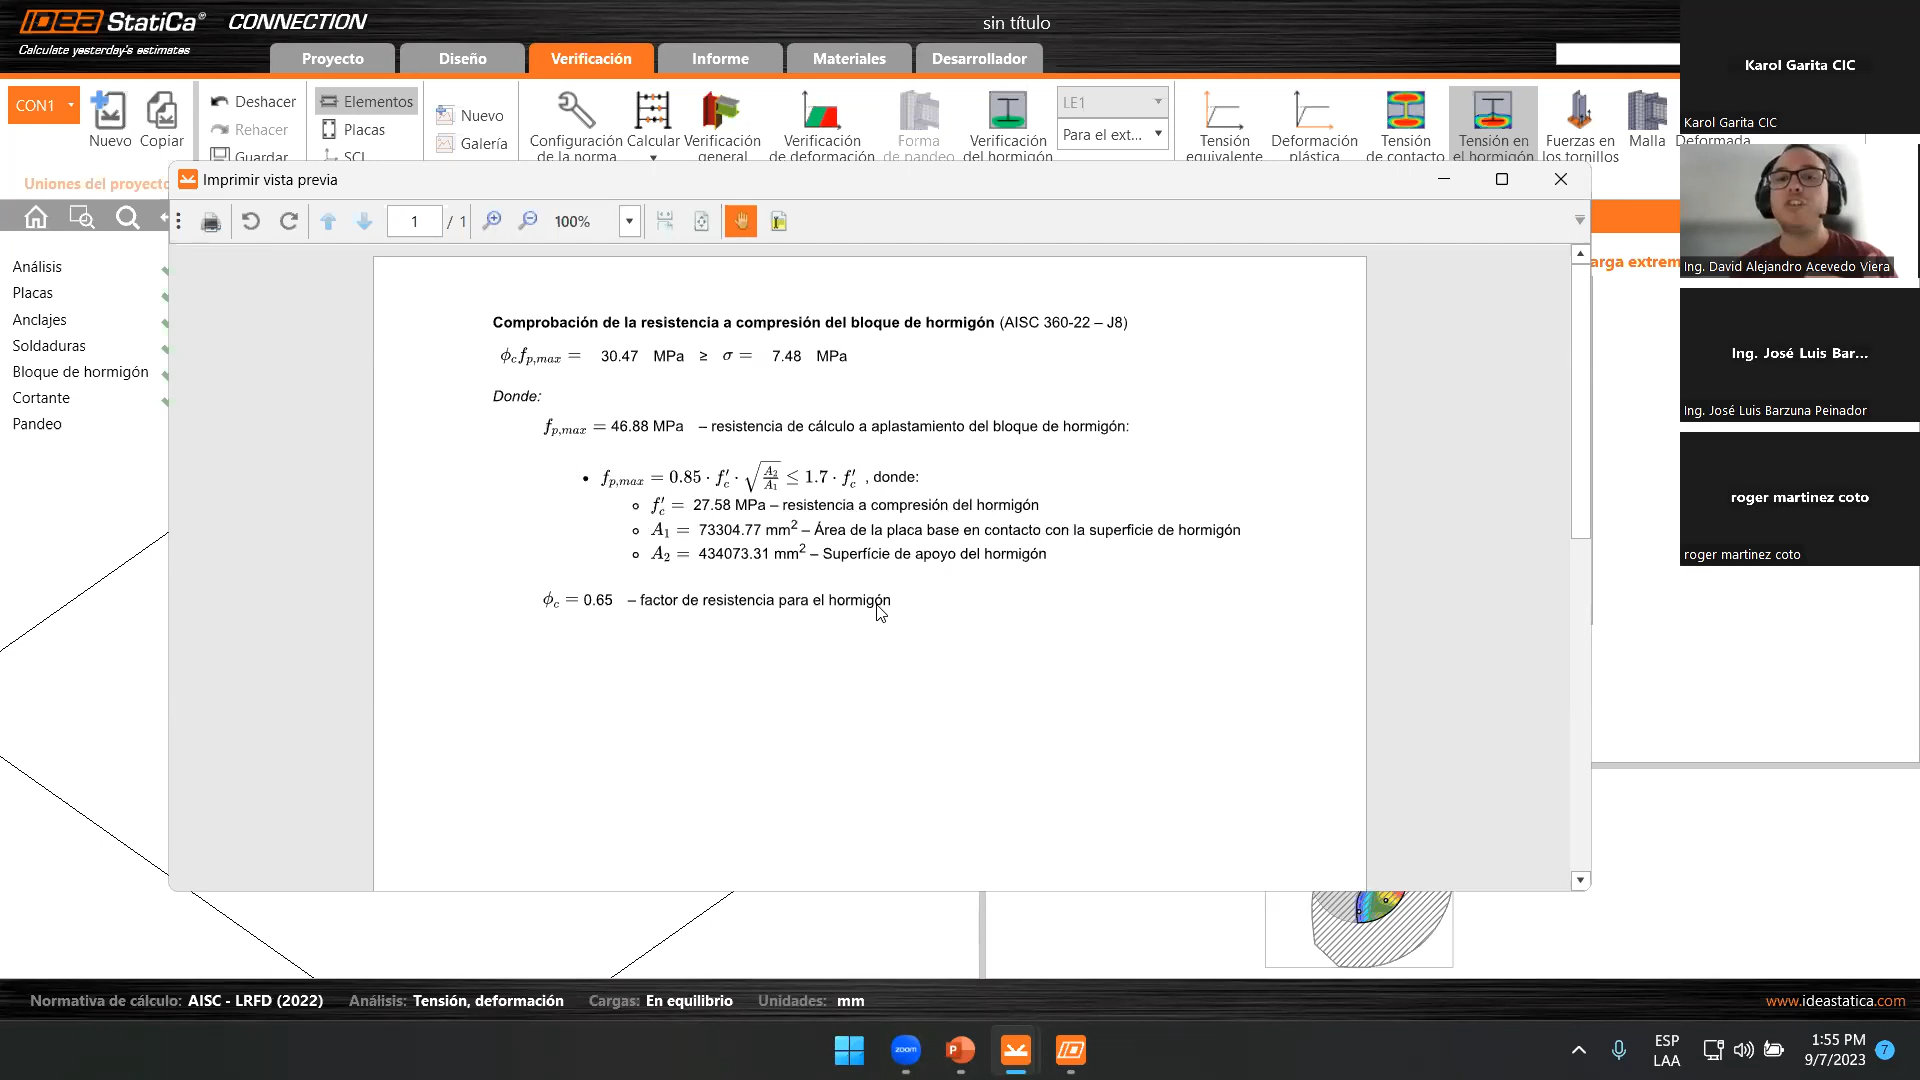 IDEA StatiCa® CONNECTION
Calculate yesterday's estimates
sin título
Proyecto Diseño Verificación Informe Materiales Desarrollador
CON1
Nuevo Copiar
Deshacer
Rehacer
Guardar
Elementos
Placas
SCL
Nuevo
Galería
Configuración de la norma
Calcular
Verificación general
Verificación de deformación
Forma de pandeo
Verificación del hormigón
LE1
Para el ext...
Tensión equivalente
Deformación plástica
Tensión de contacto
Tensión en el hormigón
Fuerzas en los tornillos
Malla
Deformada
Uniones del proyecto
Imprimir vista previa
1 / 1 100%
Análisis
Placas
Anclajes
Soldaduras
Bloque de hormigón
Cortante
Pandeo
arga extrem
Comprobación de la resistencia a compresión del bloque de hormigón (AISC 360-22 – J8)
ϕc fp,max = 30.47 MPa ≥ σ = 7.48 MPa
Donde:
fp,max = 46.88 MPa – resistencia de cálculo a aplastamiento del bloque de hormigón:
• fp,max = 0.85 · f′c · √(A2/A1) ≤ 1.7 · f′c , donde:
f′c = 27.58 MPa – resistencia a compresión del hormigón
A1 = 73304.77 mm2 – Área de la placa base en contacto con la superficie de hormigón
A2 = 434073.31 mm2 – Superfície de apoyo del hormigón
ϕc = 0.65 – factor de resistencia para el hormigón
Karol Garita CIC
Karol Garita CIC
Ing. David Alejandro Acevedo Viera
Ing. José Luis Bar...
Ing. José Luis Barzuna Peinador
roger martinez coto
roger martinez coto
Normativa de cálculo: AISC - LRFD (2022) Análisis: Tensión, deformación Cargas: En equilibrio Unidades: mm
www.ideastatica.com
zoom
P
ESP
LAA
1:55 PM
9/7/2023
7